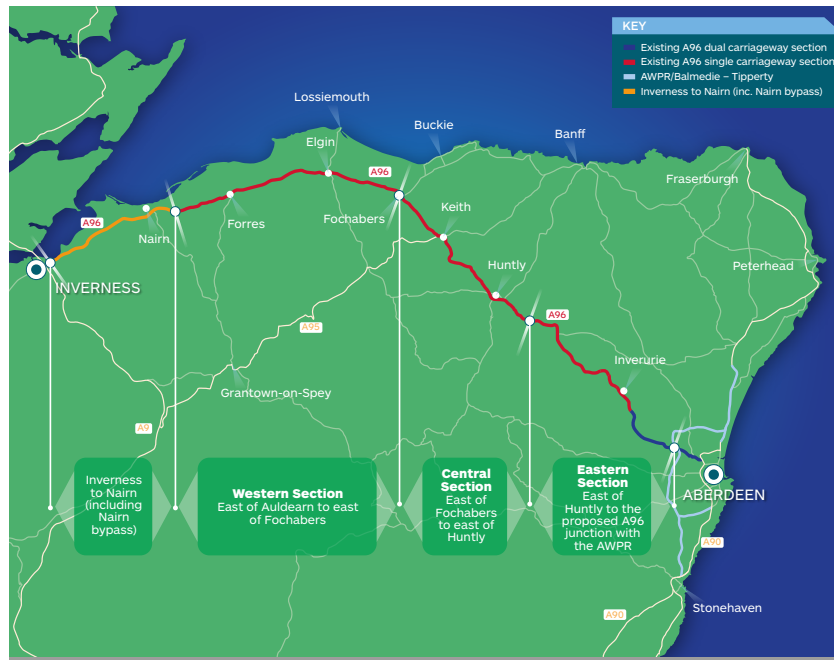 KEY
Existing A96 dual carriageway section
Existing A96 single carriageway section
AWPR/Balmedie – Tipperty
Inverness to Nairn (inc. Nairn bypass)
Lossiemouth
Buckie
Banff
Elgin
A96
Fraserburgh
Keith
Fochabers
Forres
A96
Nairn
Huntly
Peterhead
INVERNESS
A96
A95
Inverurie
Grantown-on-Spey
A9
ABERDEEN
Inverness
to Nairn
(including
Nairn
bypass)
Western Section
East of Auldearn to east
of Fochabers
Central
Section
East of
Fochabers
to east of
Huntly
Eastern
Section
East of
Huntly to the
proposed A96
junction with
the AWPR
A90
A90
Stonehaven